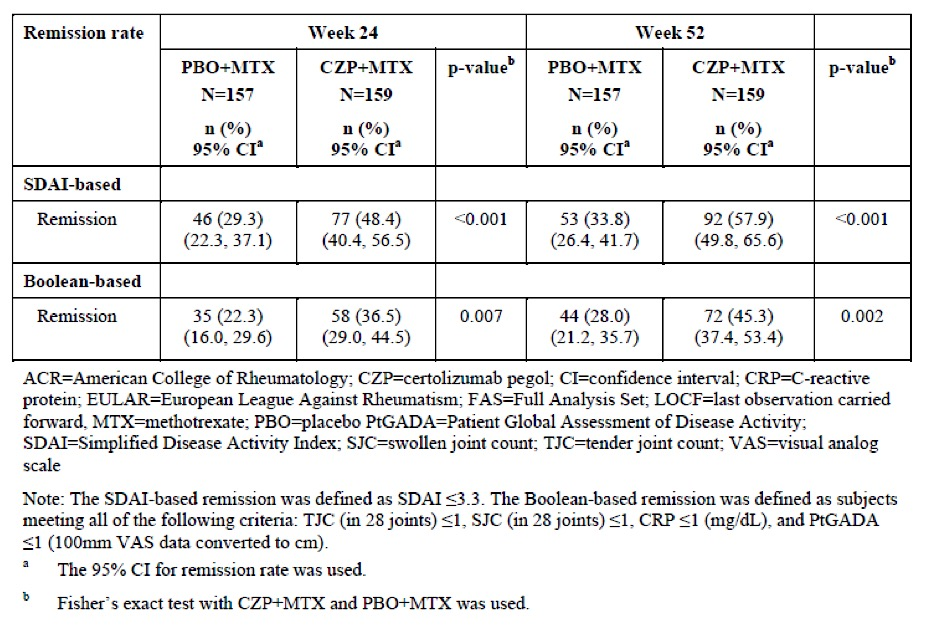 Remission rate Week 24 Week 52
PBO+MTX CZP+MTX p-valueᵇ PBO+MTX CZP+MTX p-valueᵇ
N=157 N=159 N=157 N=159
n (%) n (%) n (%) n (%)
95% CIᵃ 95% CIᵃ 95% CIᵃ 95% CIᵃ
SDAI-based
Remission 46 (29.3) 77 (48.4) <0.001 53 (33.8) 92 (57.9) <0.001
(22.3, 37.1) (40.4, 56.5) (26.4, 41.7) (49.8, 65.6)
Boolean-based
Remission 35 (22.3) 58 (36.5) 0.007 44 (28.0) 72 (45.3) 0.002
(16.0, 29.6) (29.0, 44.5) (21.2, 35.7) (37.4, 53.4)
ACR=American College of Rheumatology; CZP=certolizumab pegol; CI=confidence interval; CRP=C-reactive
protein; EULAR=European League Against Rheumatism; FAS=Full Analysis Set; LOCF=last observation carried
forward, MTX=methotrexate; PBO=placebo PtGADA=Patient Global Assessment of Disease Activity;
SDAI=Simplified Disease Activity Index; SJC=swollen joint count; TJC=tender joint count; VAS=visual analog
scale
Note: The SDAI-based remission was defined as SDAI ≤3.3. The Boolean-based remission was defined as subjects
meeting all of the following criteria: TJC (in 28 joints) ≤1, SJC (in 28 joints) ≤1, CRP ≤1 (mg/dL), and PtGADA
≤1 (100mm VAS data converted to cm).
ᵃ The 95% CI for remission rate was used.
ᵇ Fisher's exact test with CZP+MTX and PBO+MTX was used.